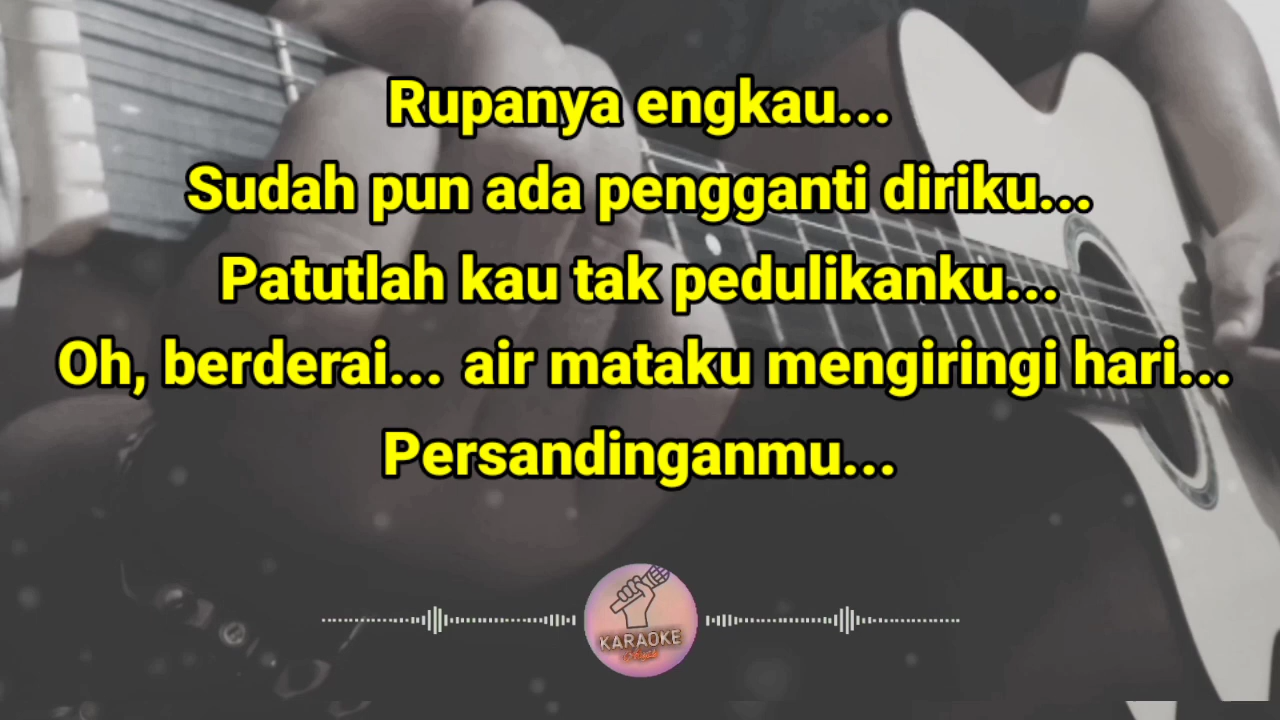 Rupanya engkau...
Sudah pun ada pengganti diriku...
Patutlah kau tak pedulikanku...
Oh, berderai... air mataku mengiringi hari...
Persandinganmu...
KARAOKE